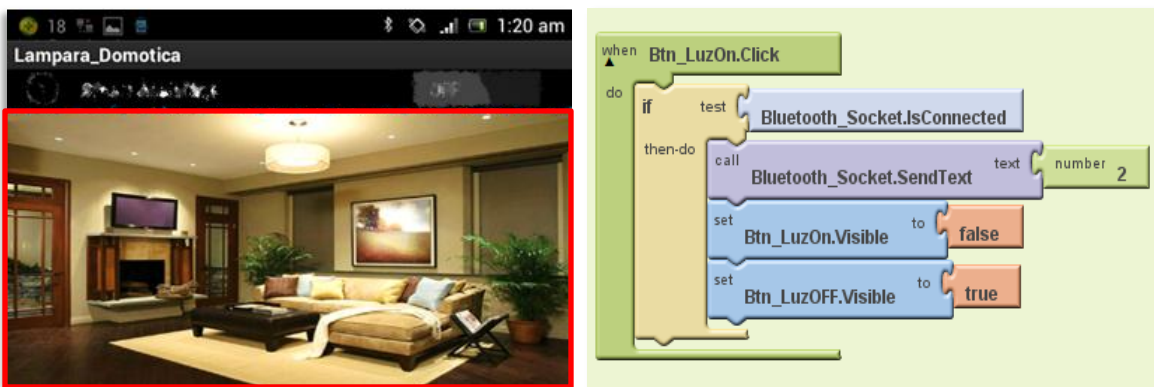 18
1:20 am
Lampara_Domotica
when Btn_LuzOn.Click
do
if test Bluetooth_Socket.IsConnected
then-do
call Bluetooth_Socket.SendText text number 2
set Btn_LuzOn.Visible to false
set Btn_LuzOFF.Visible to true